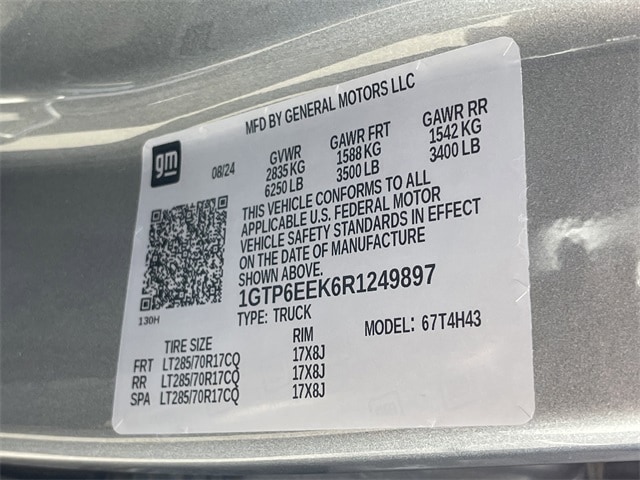 MFD BY GENERAL MOTORS LLC
gm
08/24
GVWR GAWR FRT GAWR RR
2835 KG 1588 KG 1542 KG
6250 LB 3500 LB 3400 LB
THIS VEHICLE CONFORMS TO ALL
APPLICABLE U.S. FEDERAL MOTOR
VEHICLE SAFETY STANDARDS IN EFFECT
ON THE DATE OF MANUFACTURE
SHOWN ABOVE.
1GTP6EEK6R1249897
130H
TYPE: TRUCK MODEL: 67T4H43
TIRE SIZE RIM
FRT LT285/70R17CQ 17X8J
RR LT285/70R17CQ 17X8J
SPA LT285/70R17CQ 17X8J